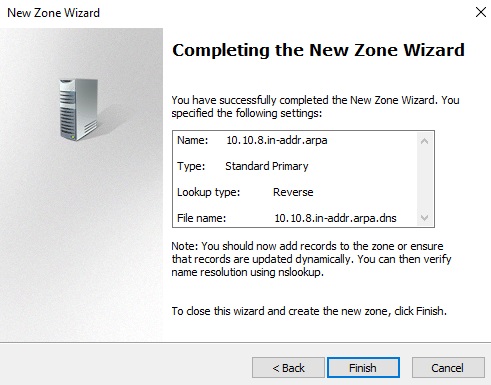 New Zone Wizard
Completing the New Zone Wizard
You have successfully completed the New Zone Wizard. You
specified the following settings:
Name: 10.10.8.in-addr.arpa
Type: Standard Primary
Lookup type: Reverse
File name: 10.10.8.in-addr.arpa.dns
Note: You should now add records to the zone or ensure
that records are updated dynamically. You can then verify
name resolution using nslookup.
To close this wizard and create the new zone, click Finish.
< Back Finish Cancel